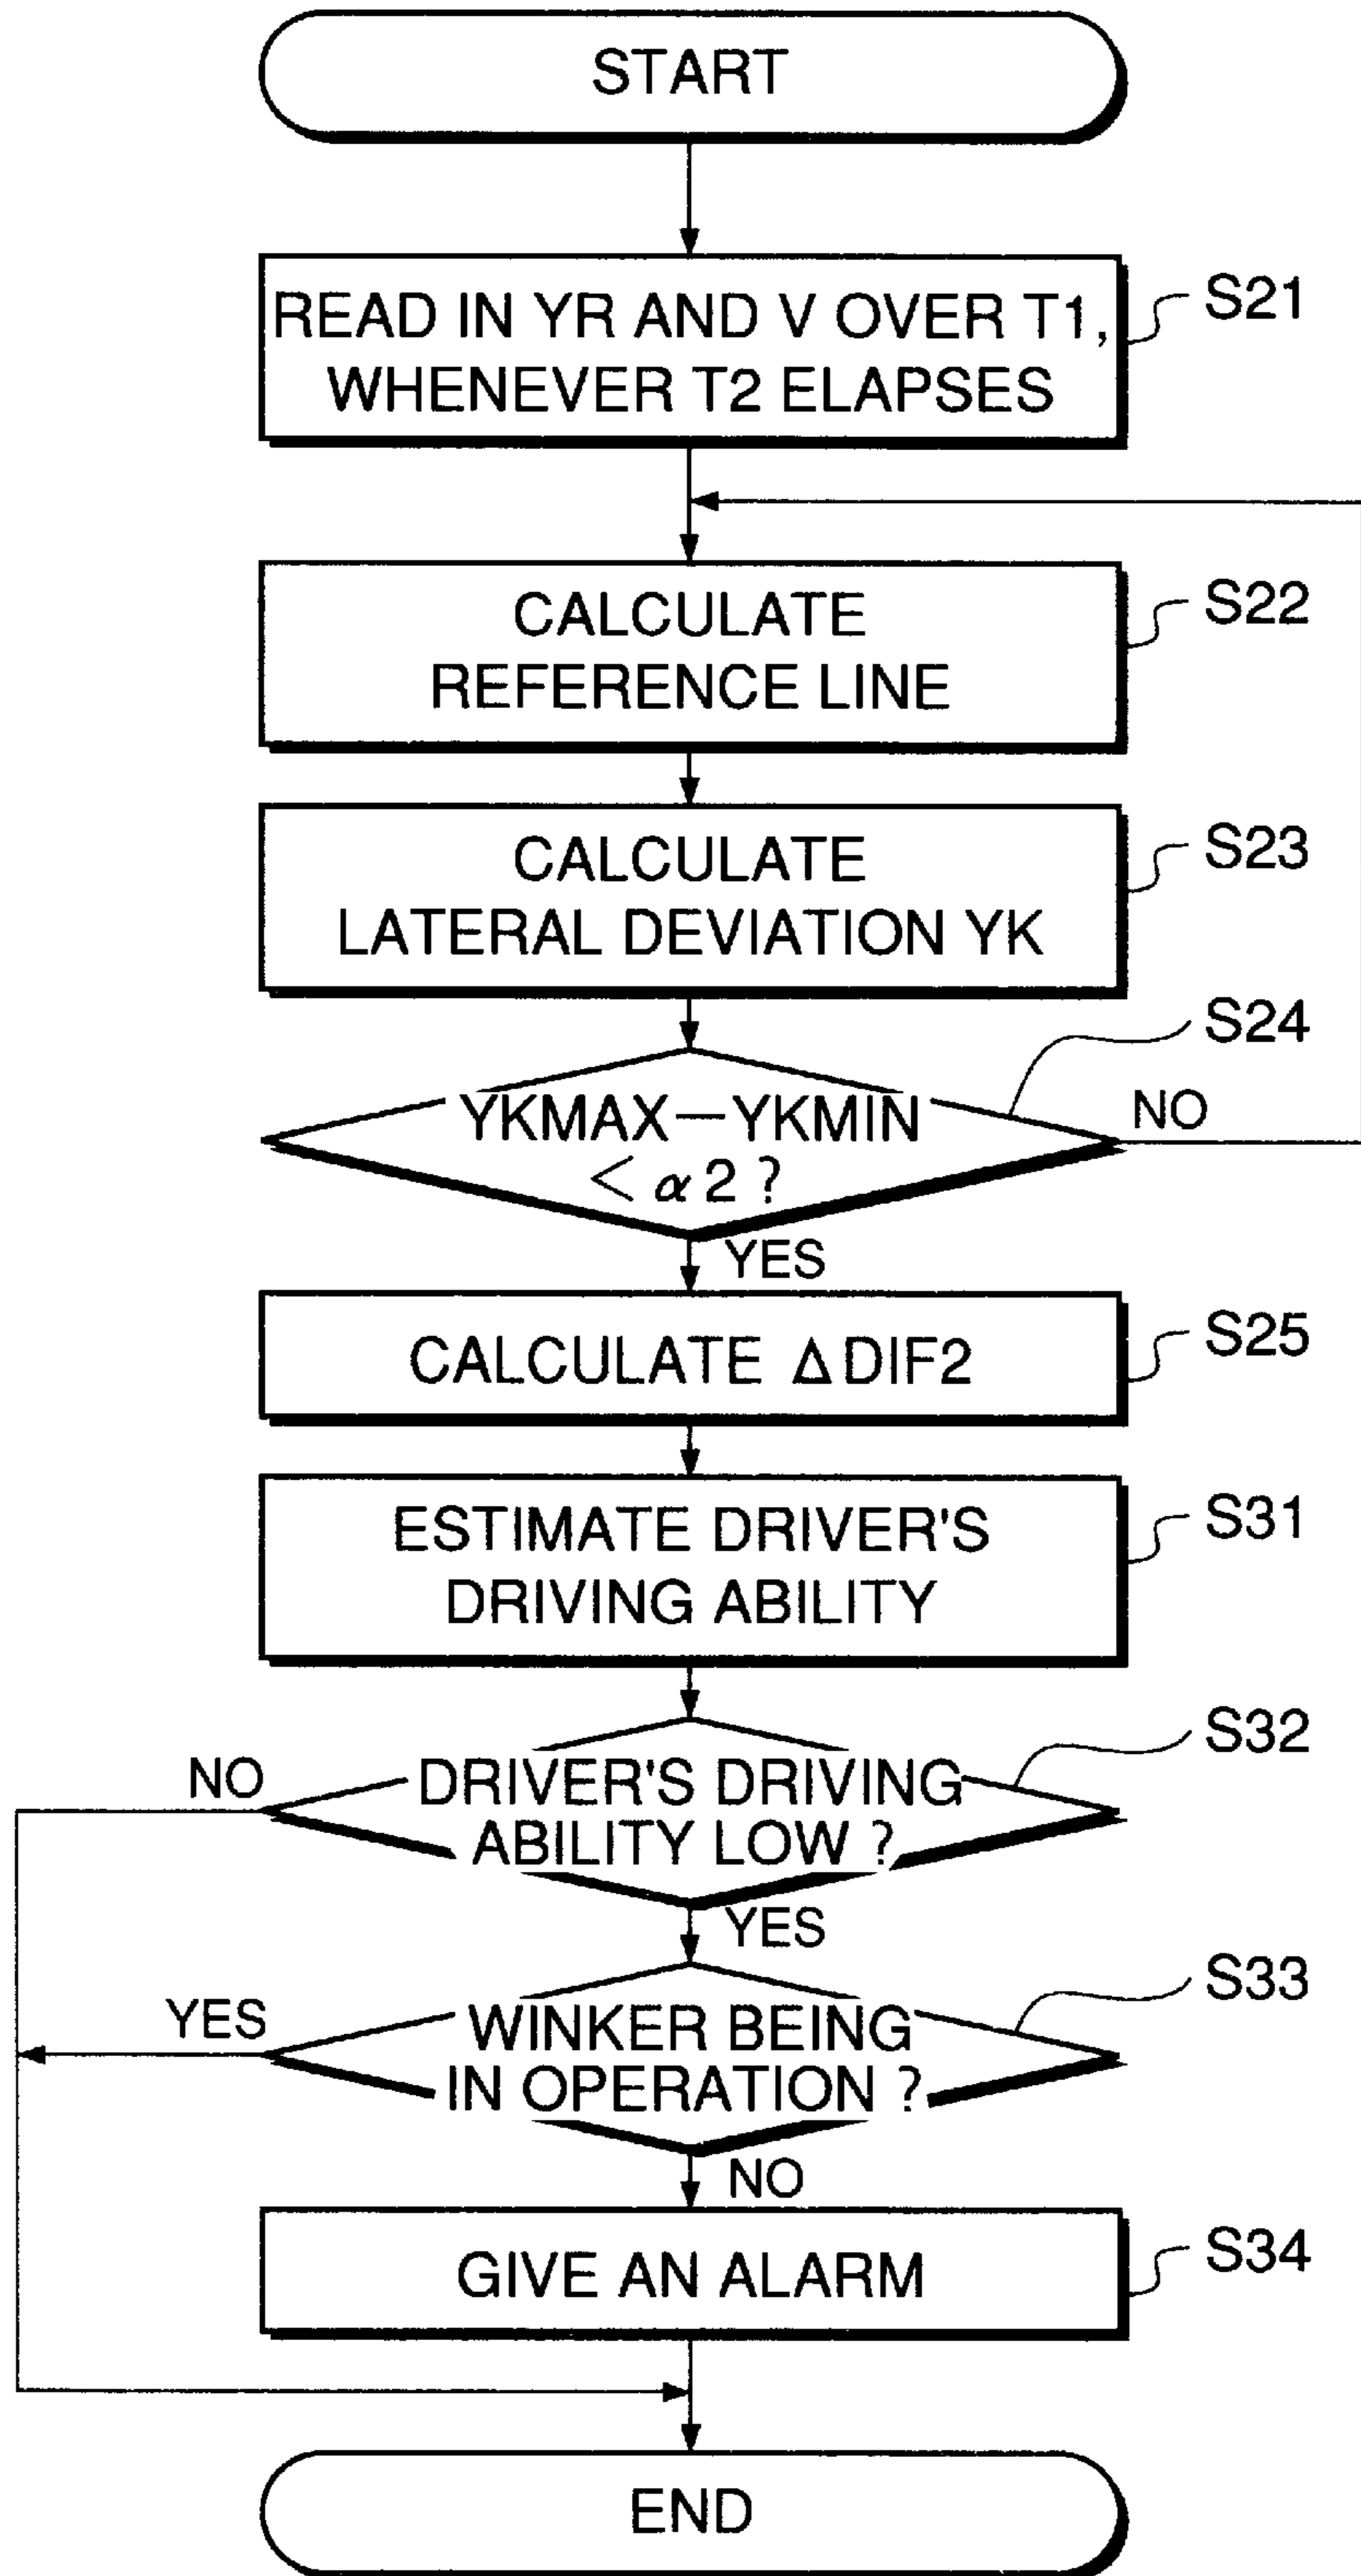 START
READ IN YR AND V OVER T1,
WHENEVER T2 ELAPSES
S21
CALCULATE
REFERENCE LINE
S22
CALCULATE
LATERAL DEVIATION YK
S23
S24
YKMAX—YKMIN
< α 2 ?
NO
YES
CALCULATE Δ DIF2
S25
ESTIMATE DRIVER'S
DRIVING ABILITY
S31
S32
NO
DRIVER'S DRIVING
ABILITY LOW ?
YES
S33
YES
WINKER BEING
IN OPERATION ?
NO
GIVE AN ALARM
S34
END